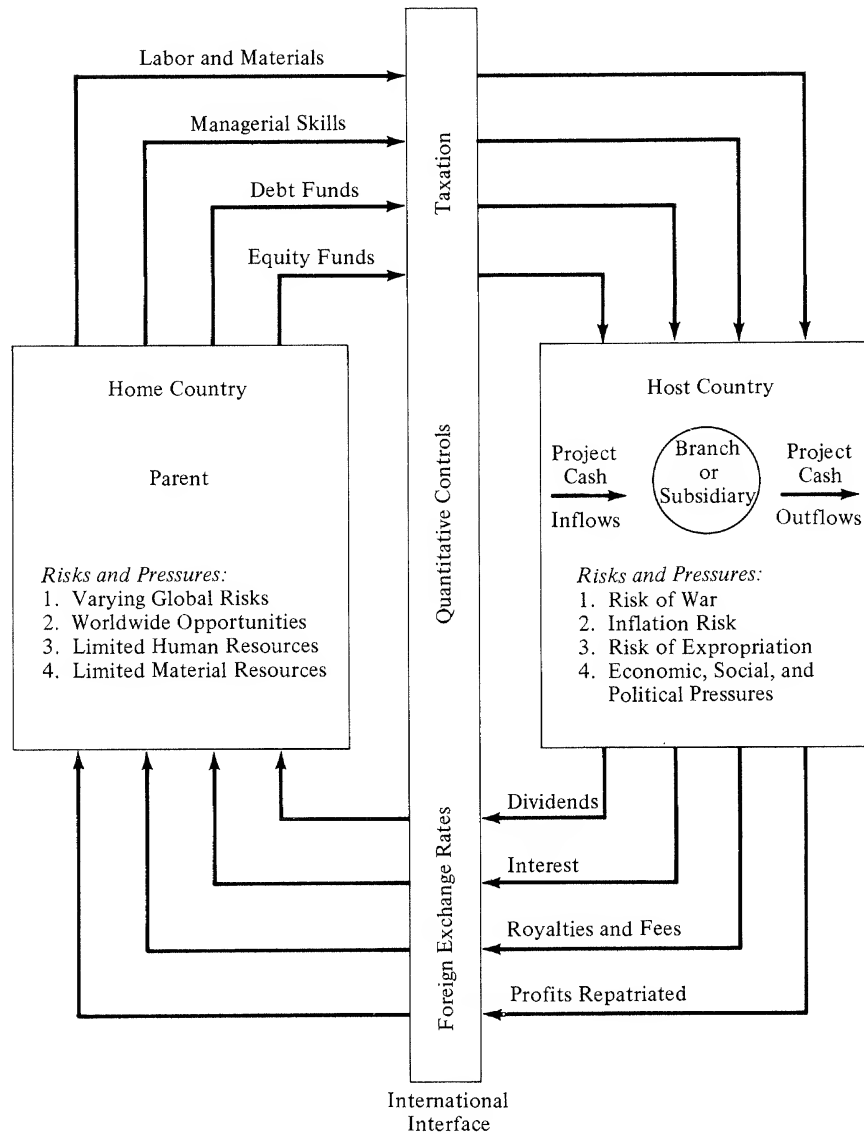 Labor and Materials
Managerial Skills
Debt Funds
Equity Funds
Taxation
Quantitative Controls
Foreign Exchange Rates
Home Country
Parent
Risks and Pressures:
1. Varying Global Risks
2. Worldwide Opportunities
3. Limited Human Resources
4. Limited Material Resources
Host Country
Project
Cash
Inflows
Branch
or
Subsidiary
Project
Cash
Outflows
Risks and Pressures:
1. Risk of War
2. Inflation Risk
3. Risk of Expropriation
4. Economic, Social, and
Political Pressures
Dividends
Interest
Royalties and Fees
Profits Repatriated
International
Interface